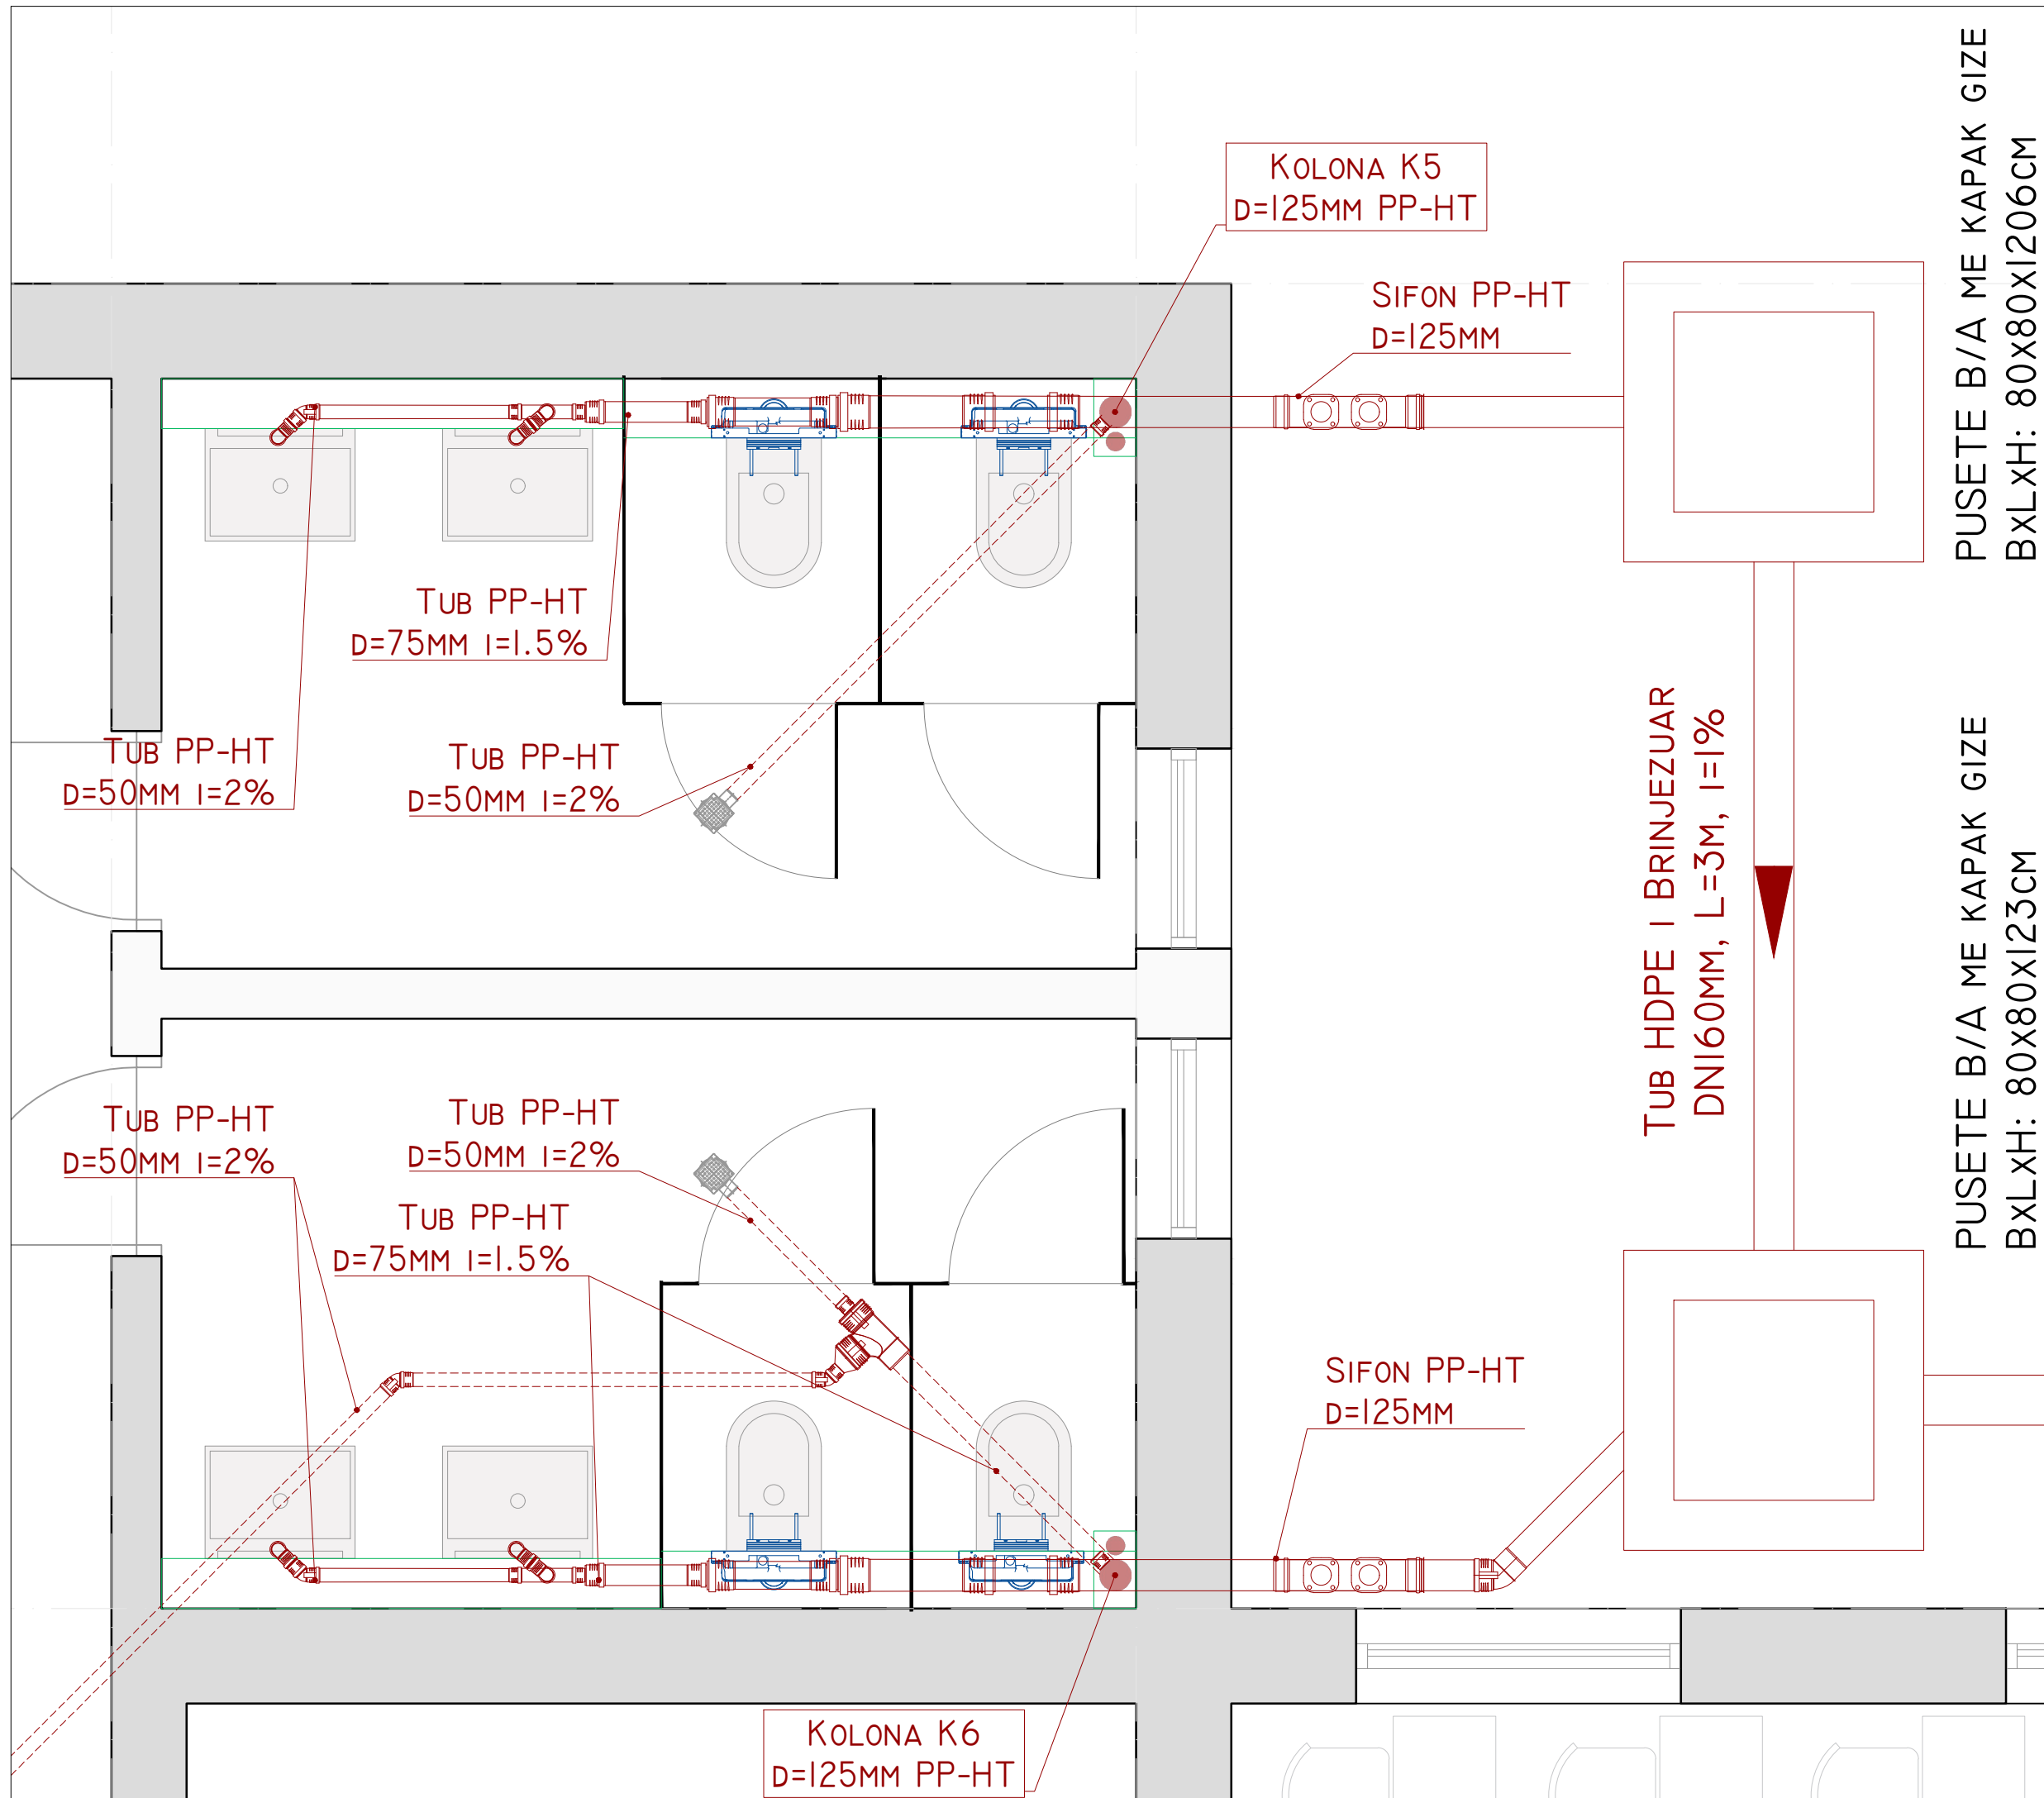 Kolona K5
D=125mm PP-HT
Sifon PP-HT
D=125mm
PUSETE B/A ME KAPAK GIZE
BxLxH: 80x80x1206cm
Tub PP-HT
D=75mm i=1.5%
Tub PP-HT
D=50mm i=2%
Tub PP-HT
D=50mm i=2%
Tub HDPE i Brinjezuar
DN160mm, L=3m, i=1%
PUSETE B/A ME KAPAK GIZE
BxLxH: 80x80x123cm
Tub PP-HT
D=50mm i=2%
Tub PP-HT
D=50mm i=2%
Tub PP-HT
D=75mm i=1.5%
Sifon PP-HT
D=125mm
Kolona K6
D=125mm PP-HT